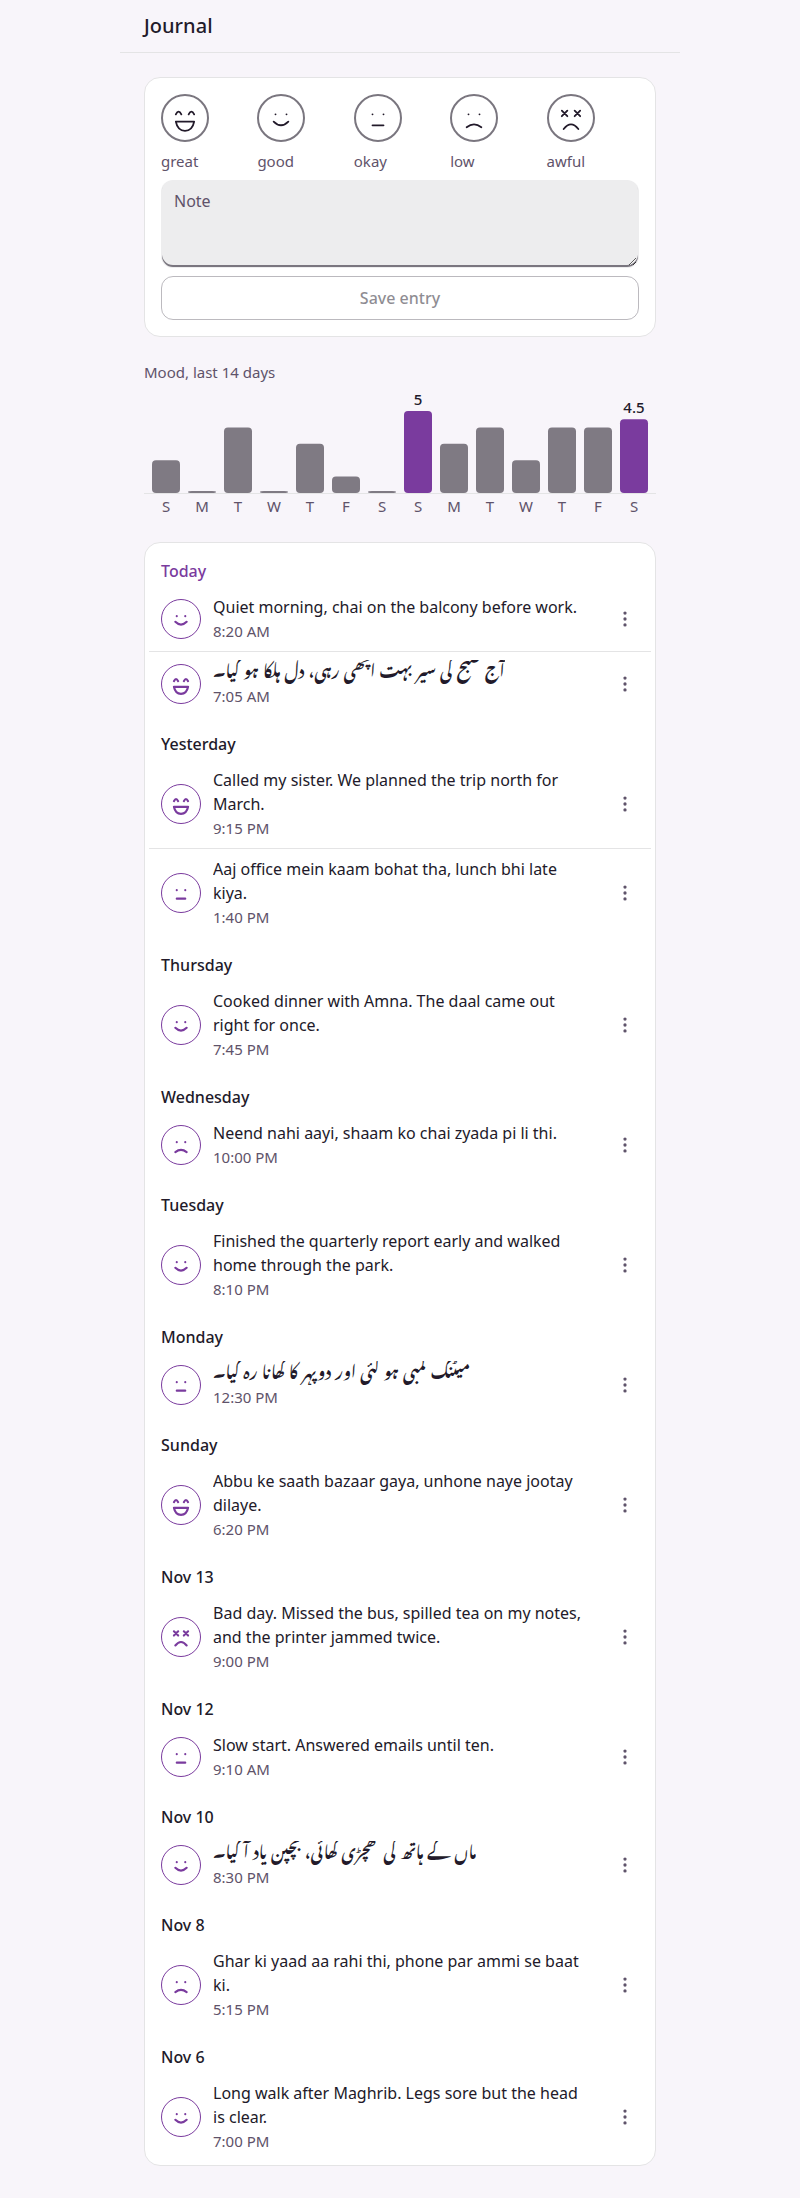 Journal
great
good
okay
low
awful
Note
Save entry
Mood, last 14 days
5
4.5
S M T W T F S S M T W T F S
Today
Quiet morning, chai on the balcony before work.
8:20 AM
آج صبح کی سیر بہت اچھی رہی، دل ہلکا ہو گیا۔
7:05 AM
Yesterday
Called my sister. We planned the trip north for
March.
9:15 PM
Aaj office mein kaam bohat tha, lunch bhi late
kiya.
1:40 PM
Thursday
Cooked dinner with Amna. The daal came out
right for once.
7:45 PM
Wednesday
Neend nahi aayi, shaam ko chai zyada pi li thi.
10:00 PM
Tuesday
Finished the quarterly report early and walked
home through the park.
8:10 PM
Monday
میٹنگ لمبی ہو گئی اور دوپہر کا کھانا رہ گیا۔
12:30 PM
Sunday
Abbu ke saath bazaar gaya, unhone naye jootay
dilaye.
6:20 PM
Nov 13
Bad day. Missed the bus, spilled tea on my notes,
and the printer jammed twice.
9:00 PM
Nov 12
Slow start. Answered emails until ten.
9:10 AM
Nov 10
ماں کے ہاتھ کی کھچڑی کھائی، بچپن یاد آ گیا۔
8:30 PM
Nov 8
Ghar ki yaad aa rahi thi, phone par ammi se baat
ki.
5:15 PM
Nov 6
Long walk after Maghrib. Legs sore but the head
is clear.
7:00 PM